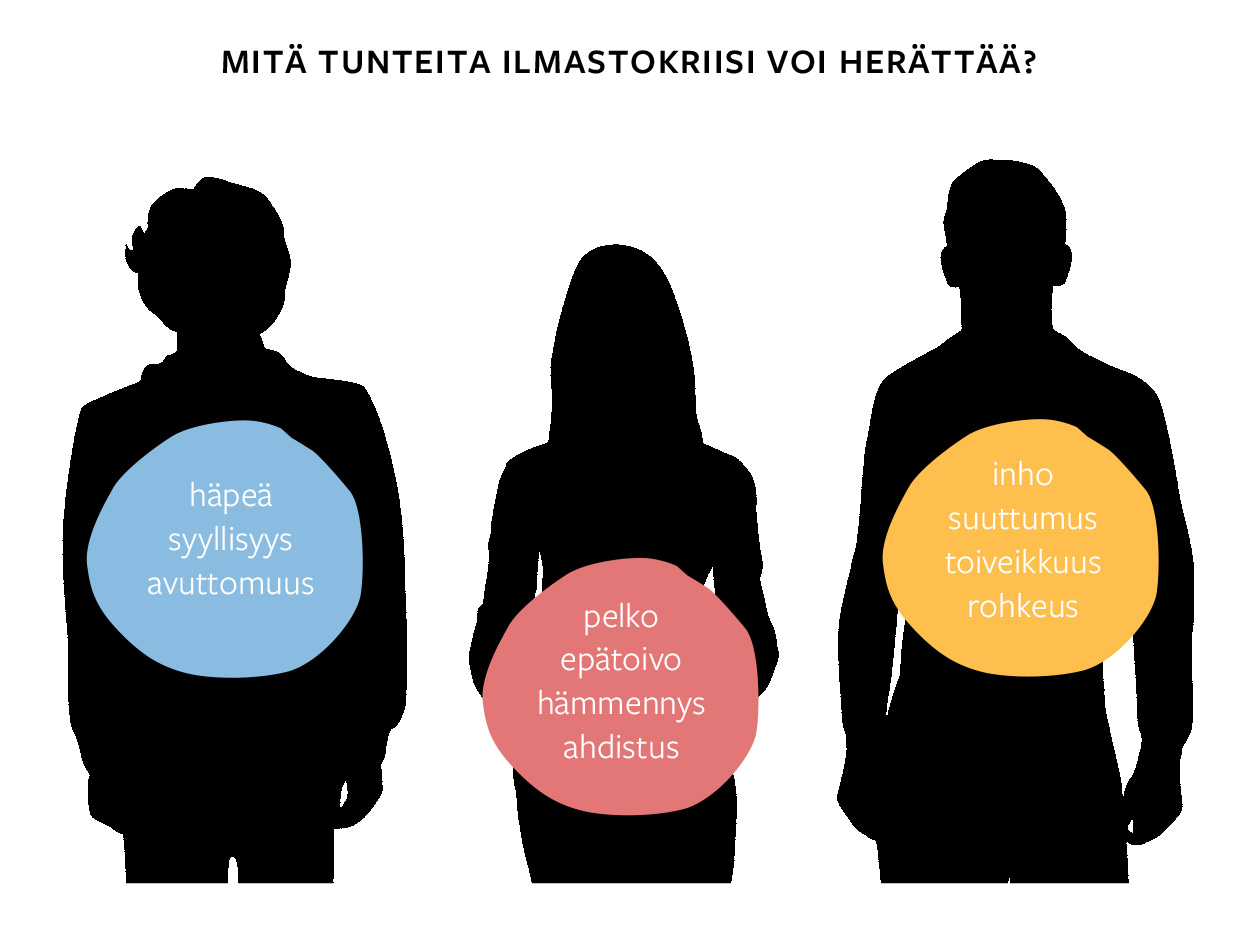 MITÄ TUNTEITA ILMASTOKRIISI VOI HERÄTTÄÄ?
häpeä
syyllisyys
avuttomuus
pelko
epätoivo
hämmennys
ahdistus
inho
suuttumus
toiveikkuus
rohkeus